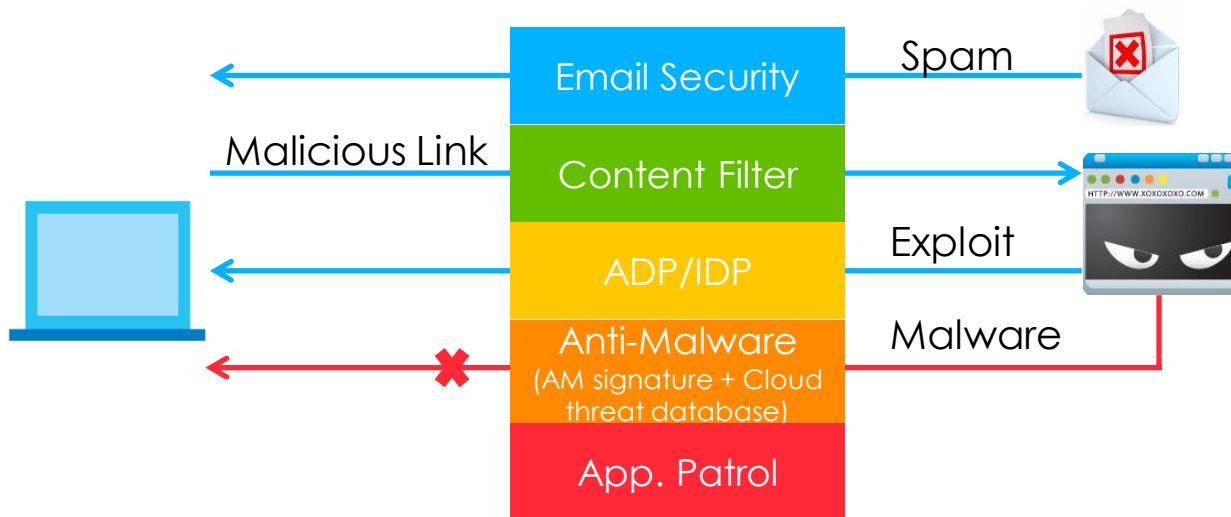 Email Security
Spam
Malicious Link
Content Filter
HTTP://WWW.XOXOXOXO.COM
ADP/IDP
Exploit
Anti-Malware
(AM signature + Cloud
threat database)
Malware
App. Patrol